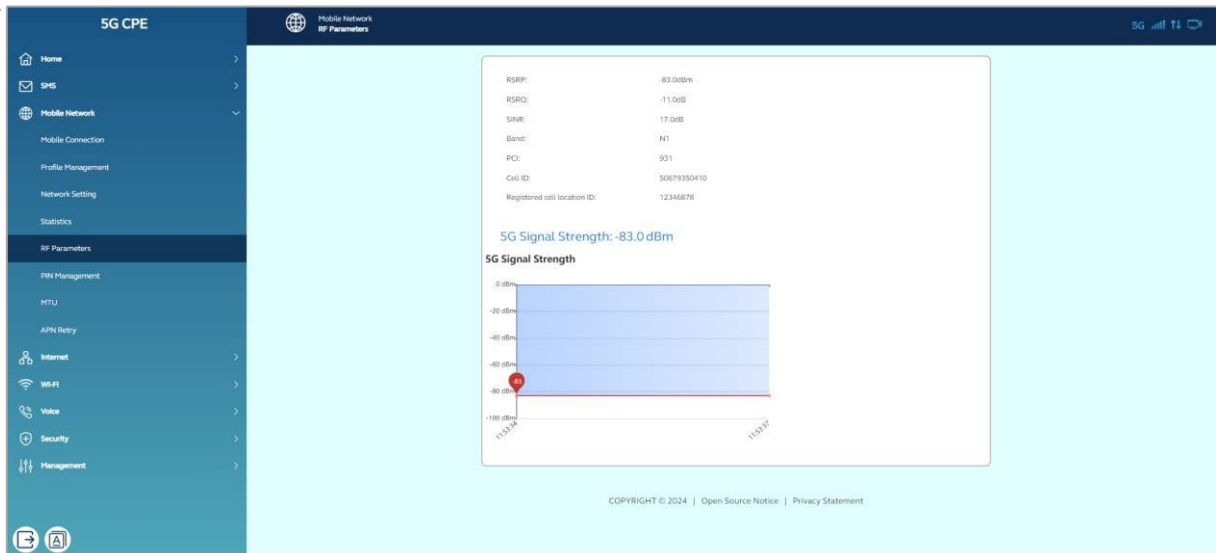 5G CPE
Home
SMS
Mobile Network
Mobile Connection
Profile Management
Network Setting
Statistics
RF Parameters
PIN Management
MTU
APN Retry
Internet
Wi-Fi
Voice
Security
Management
Mobile Network
RF Parameters
5G
RSRP: -83.0dBm
RSRQ: -11.0dB
SINR: 17.0dB
Band: N1
PCI: 931
Cell ID: 50679350410
Registered cell location ID: 12346878
5G Signal Strength: -83.0 dBm
5G Signal Strength
0 dBm
-20 dBm
-40 dBm
-60 dBm
-83
-80 dBm
-100 dBm
11:53:34
11:53:37
COPYRIGHT © 2024 | Open Source Notice | Privacy Statement
A